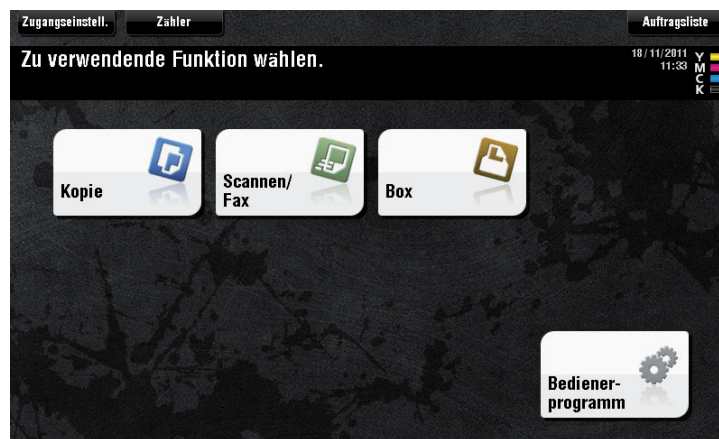 Zugangseinstell. Zähler Auftragsliste
Zu verwendende Funktion wählen.
18/11/2011
11:33
Y
M
C
K
Kopie
Scannen/
Fax
Box
Bediener-
programm